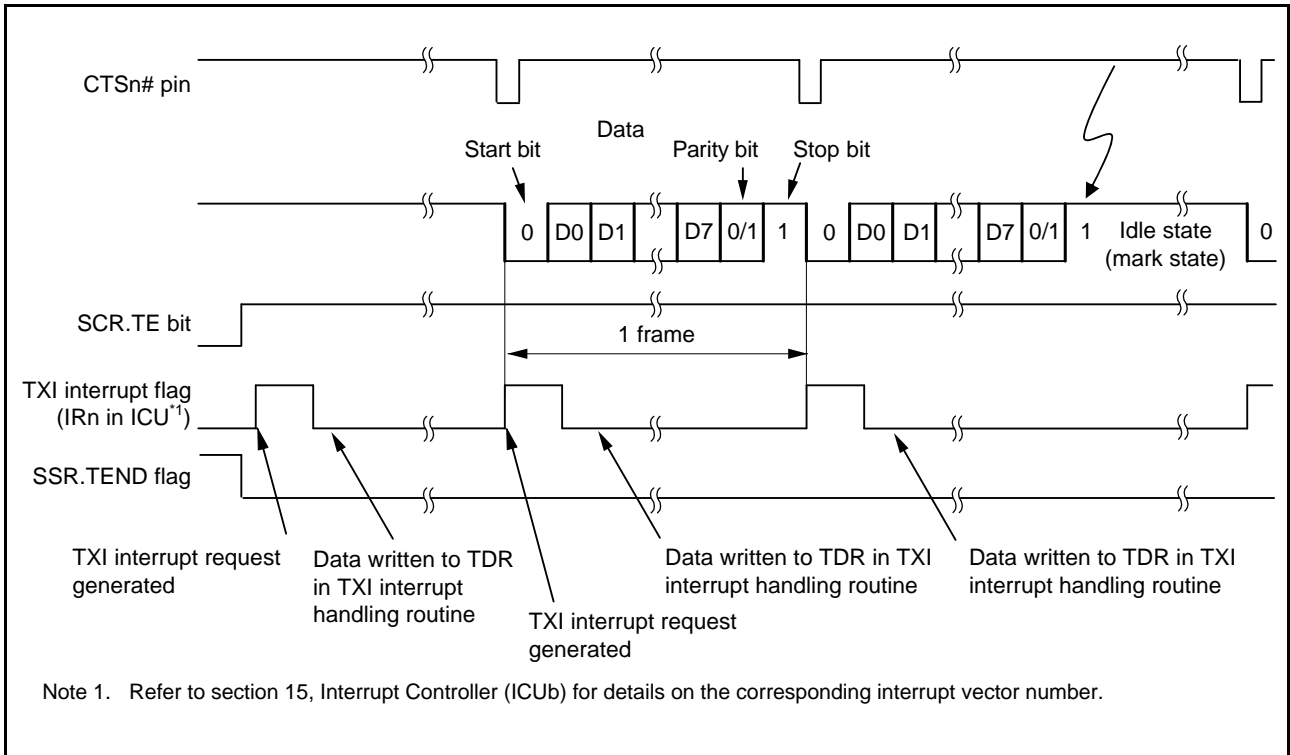 CTSn# pin
Data
Start bit
Parity bit
Stop bit
0 D0 D1 D7 0/1 1 0 D0 D1 D7 0/1 1 Idle state (mark state) 0
SCR.TE bit
1 frame
TXI interrupt flag
(IRn in ICU*1)
SSR.TEND flag
TXI interrupt request
generated
Data written to TDR
in TXI interrupt
handling routine
TXI interrupt request
generated
Data written to TDR in TXI
interrupt handling routine
Data written to TDR in TXI
interrupt handling routine
Note 1. Refer to section 15, Interrupt Controller (ICUb) for details on the corresponding interrupt vector number.